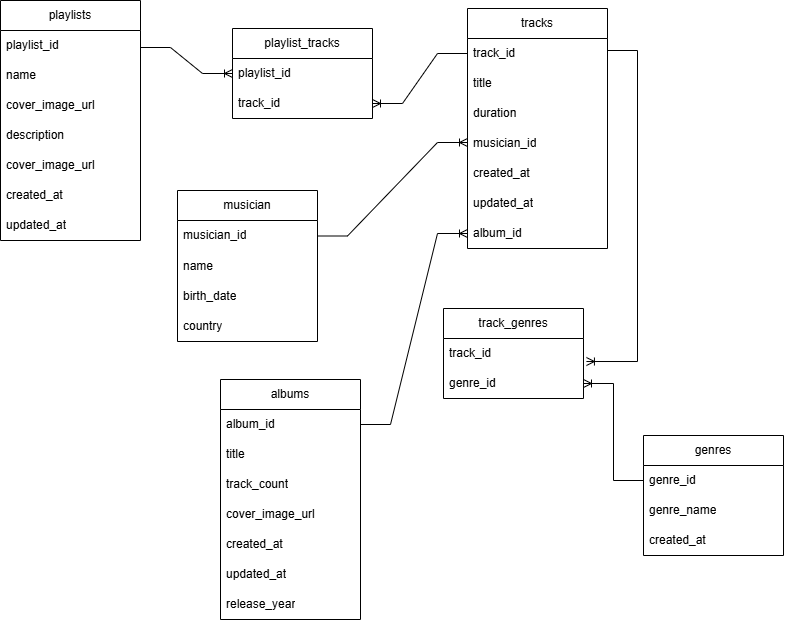 playlists
playlist_id
name
cover_image_url
description
cover_image_url
created_at
updated_at
playlist_tracks
playlist_id
track_id
tracks
track_id
title
duration
musician_id
created_at
updated_at
album_id
musician
musician_id
name
birth_date
country
track_genres
track_id
genre_id
albums
album_id
title
track_count
cover_image_url
created_at
updated_at
release_year
genres
genre_id
genre_name
created_at